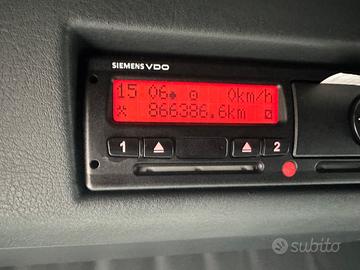 SIEMENS VDO
15 06 0km/h
866386.6km
1 2
subito